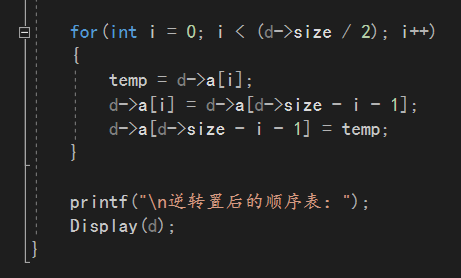 for(int i = 0; i < (d->size / 2); i++)
{
temp = d->a[i];
d->a[i] = d->a[d->size - i - 1];
d->a[d->size - i - 1] = temp;
}
printf("\n逆转置后的顺序表: ");
Display(d);
}